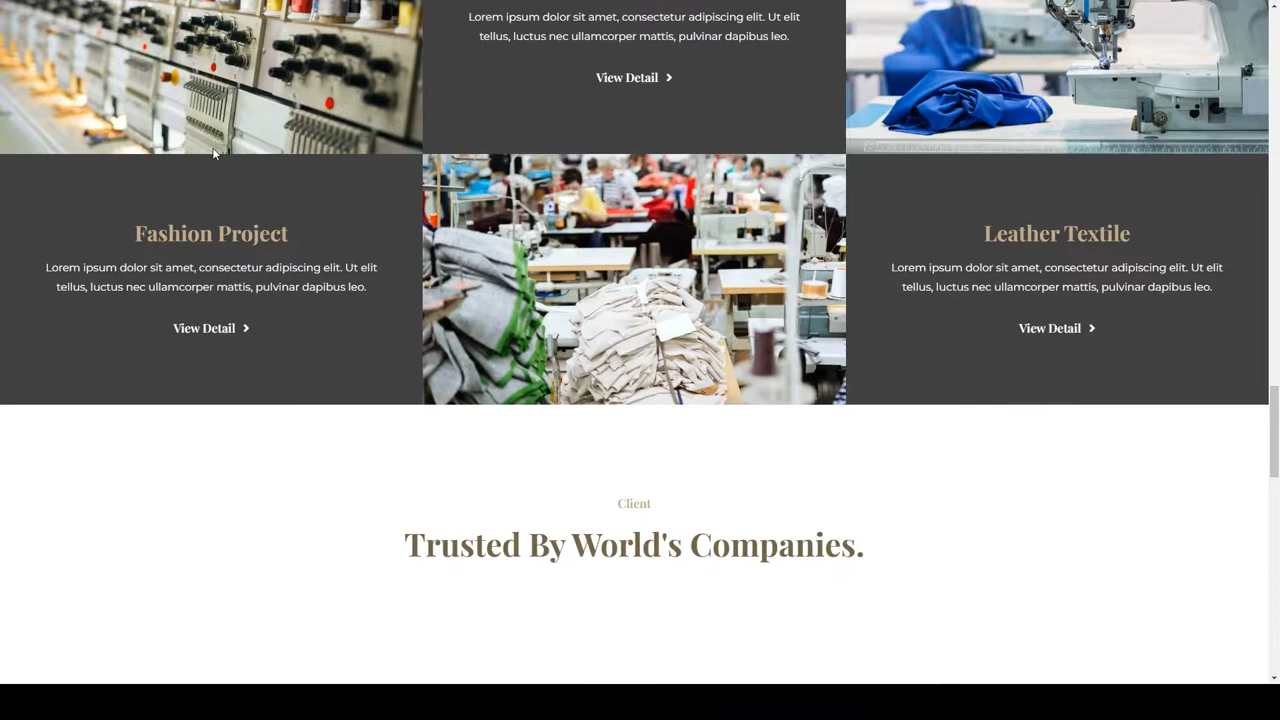 Lorem ipsum dolor sit amet, consectetur adipiscing elit. Ut elit
tellus, luctus nec ullamcorper mattis, pulvinar dapibus leo.
View Detail
Fashion Project
Lorem ipsum dolor sit amet, consectetur adipiscing elit. Ut elit
tellus, luctus nec ullamcorper mattis, pulvinar dapibus leo.
View Detail
Leather Textile
Lorem ipsum dolor sit amet, consectetur adipiscing elit. Ut elit
tellus, luctus nec ullamcorper mattis, pulvinar dapibus leo.
View Detail
Client
Trusted By World's Companies.